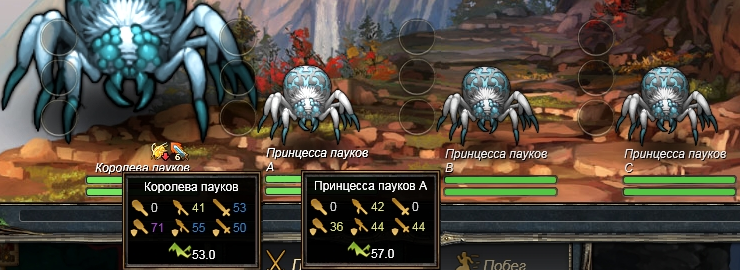 Королева пауков
Принцесса пауков
A
Принцесса пауков
B
Принцесса пауков
C
Королева пауков
0 41 53
71 55 50
53.0
Принцесса пауков A
0 42 0
36 44 44
57.0
Побег